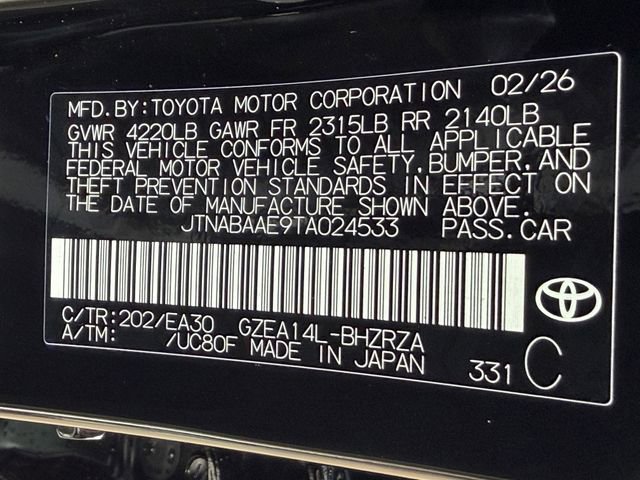 MFD.BY:TOYOTA MOTOR CORPORATION 02/26
GVWR 4220LB GAWR FR 2315LB RR 2140LB
THIS VEHICLE CONFORMS TO ALL APPLICABLE
FEDERAL MOTOR VEHICLE SAFETY,BUMPER,AND
THEFT PREVENTION STANDARDS IN EFFECT ON
THE DATE OF MANUFACTURE SHOWN ABOVE.
JTNABAAE9TA024533 PASS.CAR
C/TR:202/EA30 GZEA14L-BHZRZA
A/TM: /UC80F MADE IN JAPAN 331 C